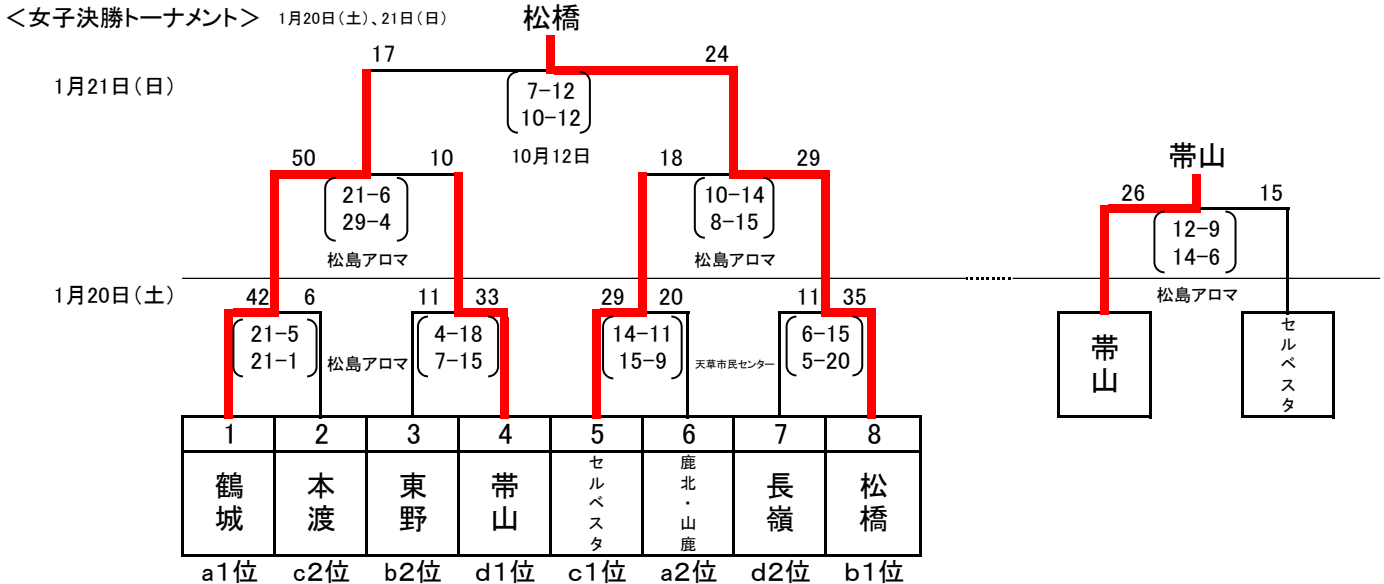 ＜女子決勝トーナメント＞ 1月20日（土）、21日（日）
松橋
17 24
1月21日（日）
7-12
10-12
10月12日
50 10 18 29
21-6
29-4
10-14
8-15
松島アロマ 松島アロマ
帯山
26 15
12-9
14-6
松島アロマ
帯山 セルベスタ
1月20日（土）
42 6 11 33 29 20 11 35
21-5
21-1
松島アロマ
4-18
7-15
14-11
15-9
天草市民センター
6-15
5-20
1 2 3 4 5 6 7 8
鶴城 本渡 東野 帯山 セルベスタ 鹿北・山鹿 長嶺 松橋
a1位 c2位 b2位 d1位 c1位 a2位 d2位 b1位